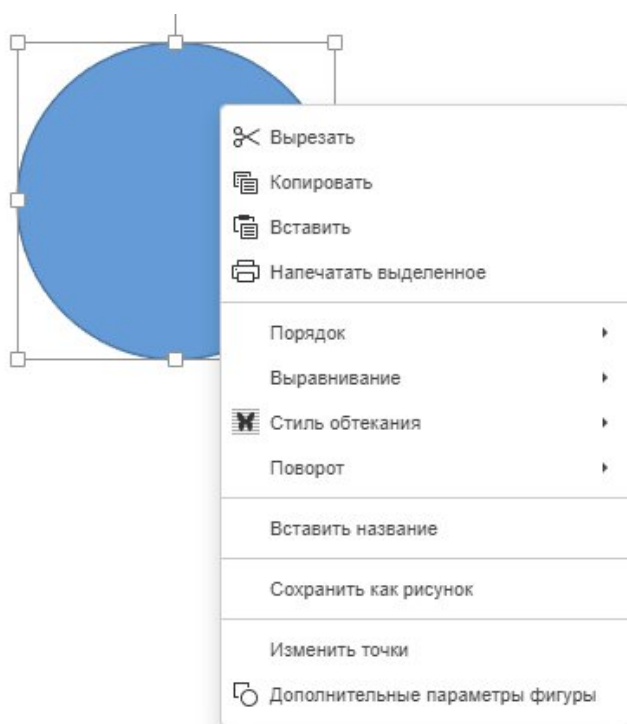 Вырезать
Копировать
Вставить
Напечатать выделенное
Порядок
Выравнивание
Стиль обтекания
Поворот
Вставить название
Сохранить как рисунок
Изменить точки
Дополнительные параметры фигуры